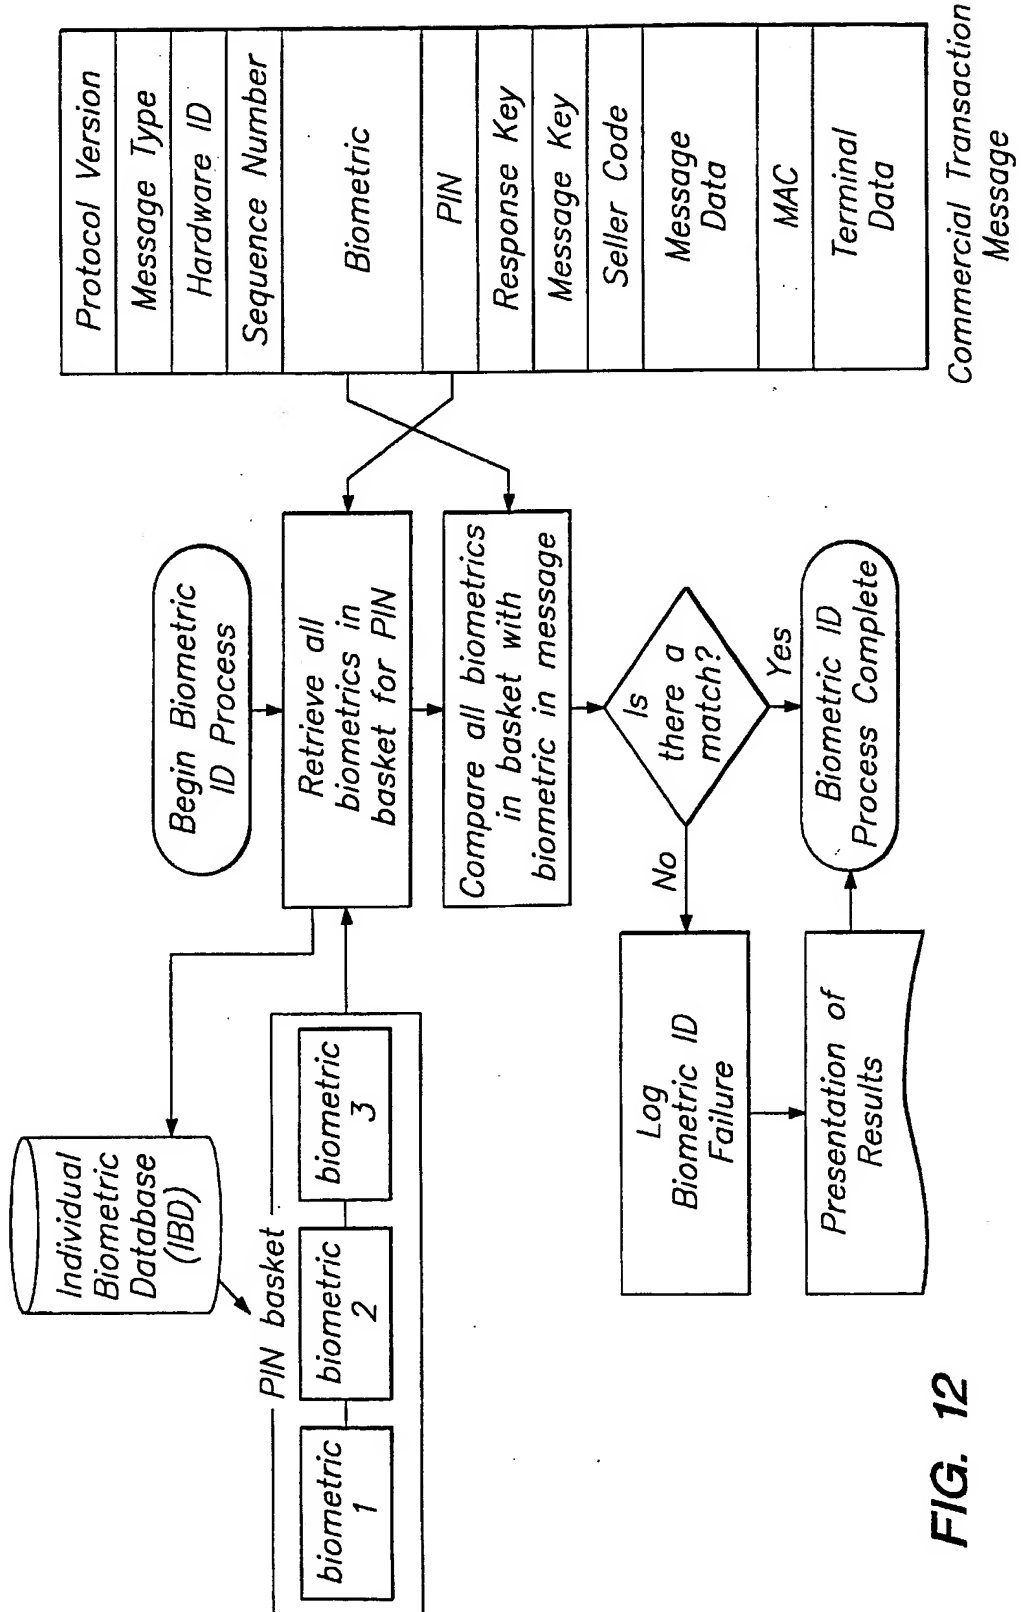 Individual
Biometric
Database
(IBD)
PIN basket
biometric
1
biometric
2
biometric
3
Begin Biometric
ID Process
Retrieve all
biometrics in
basket for PIN
Compare all biometrics
in basket with
biometric in message
Is
there a
match?
No
Yes
Log
Biometric ID
Failure
Presentation of
Results
Biometric ID
Process Complete
Protocol Version
Message Type
Hardware ID
Sequence Number
Biometric
PIN
Response Key
Message Key
Seller Code
Message
Data
MAC
Terminal
Data
Commercial Transaction
Message
FIG. 12